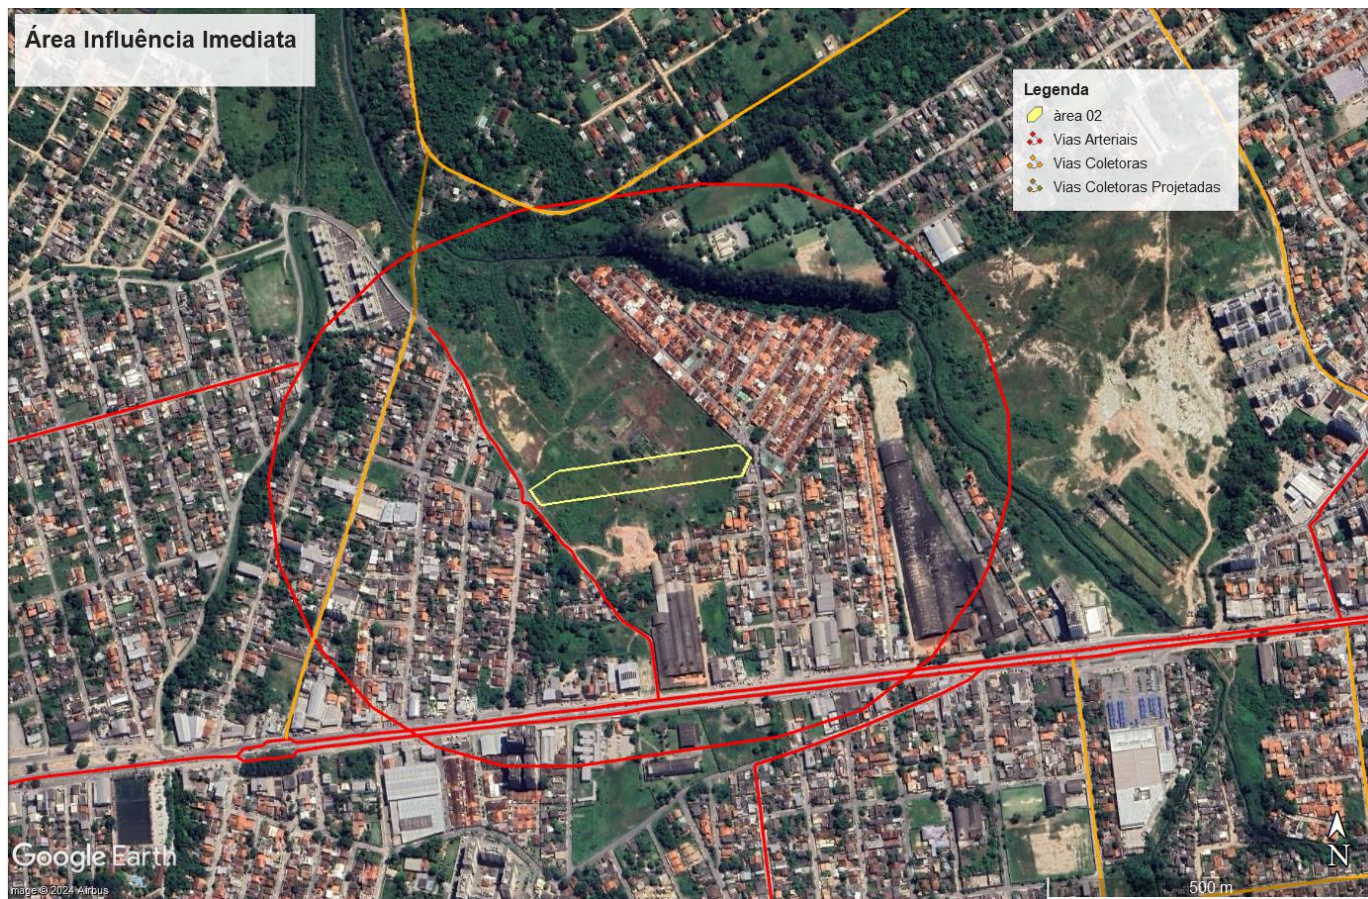 Área Influência Imediata
Legenda
àrea 02
Vias Arteriais
Vias Coletoras
Vias Coletoras Projetadas
N
Google Earth
Image © 2024 Airbus
500 m